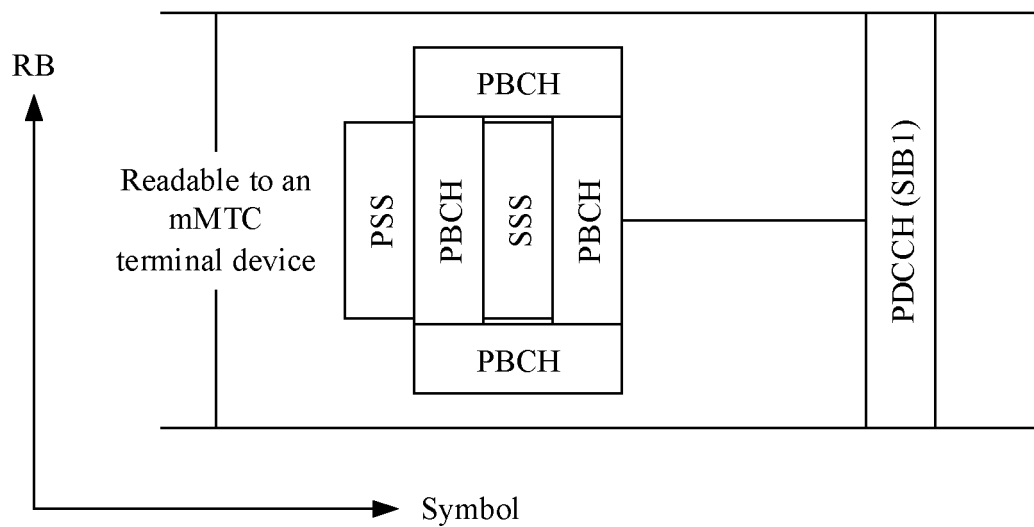 RB
PBCH
Readable to an
mMTC
terminal device
PSS
PBCH
SSS
PBCH
PDCCH (SIB1)
PBCH
Symbol